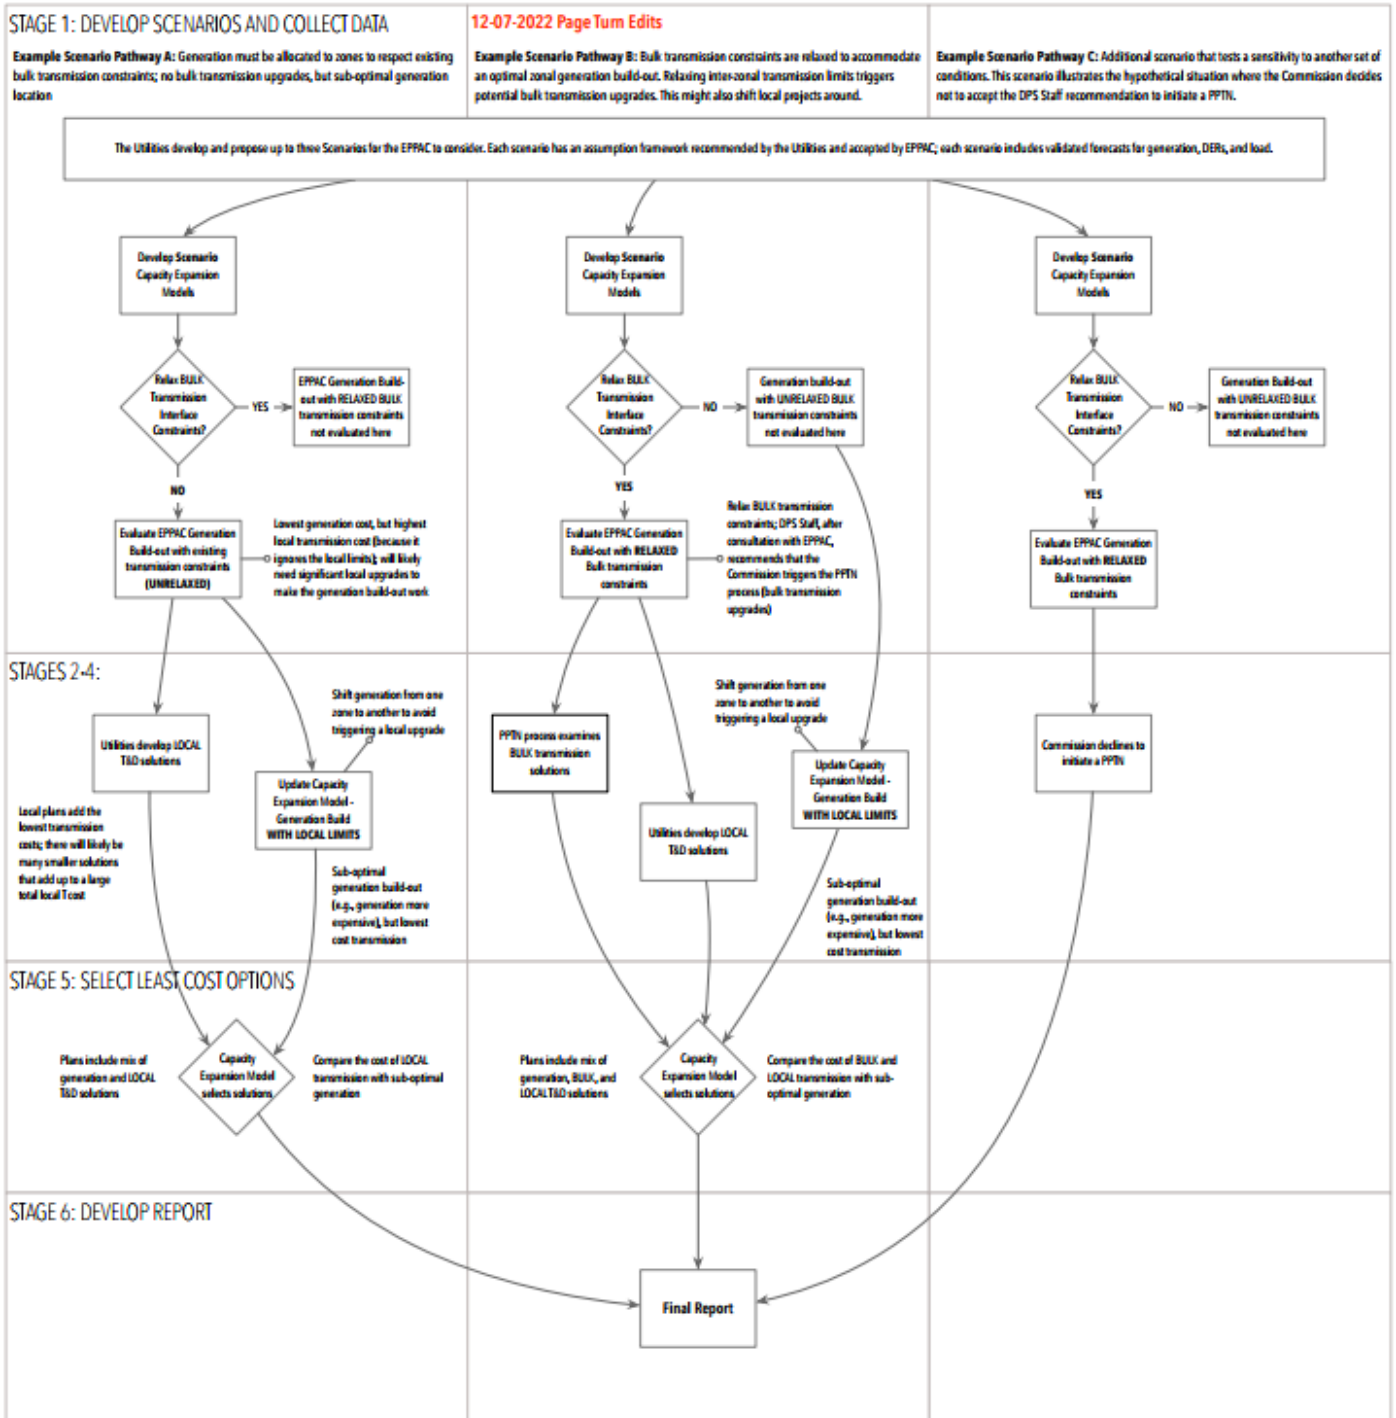 STAGE 1: DEVELOP SCENARIOS AND COLLECT DATA
12-07-2022 Page Turn Edits
Example Scenario Pathway A: Generation must be allocated to zones to respect existing
bulk transmission constraints; no bulk transmission upgrades, but sub-optimal generation
location
Example Scenario Pathway B: Bulk transmission constraints are relaxed to accommodate
an optimal zonal generation build-out. Relaxing inter-zonal transmission limits triggers
potential bulk transmission upgrades. This might also shift local projects around.
Example Scenario Pathway C: Additional scenario that tests a sensitivity to another set of
conditions. This scenario illustrates the hypothetical situation where the Commission decides
not to accept the DPS Staff recommendation to initiate a PPTN.
The Utilities develop and propose up to three Scenarios for the EPPAC to consider. Each scenario has an assumption framework recommended by the Utilities and accepted by EPPAC; each scenario includes validated forecasts for generation, DERs, and load.
Develop Scenario
Capacity Expansion
Models
Develop Scenario
Capacity Expansion
Models
Develop Scenario
Capacity Expansion
Models
Relax BULK
Transmission
Interface
Constraints?
YES
EPPAC Generation Build-
out with RELAXED BULK
transmission constraints
not evaluated here
Relax BULK
Transmission
Interface
Constraints?
NO
Generation build-out
with UNRELAXED BULK
transmission constraints
not evaluated here
Relax BULK
Transmission
Interface
Constraints?
NO
Generation Build-out
with UNRELAXED BULK
transmission constraints
not evaluated here
NO
YES
YES
Evaluate EPPAC Generation
Build-out with existing
transmission constraints
(UNRELAXED)
Lowest generation cost, but highest
local transmission cost (because it
ignores the local limits); will likely
need significant local upgrades to
make the generation build-out work
Evaluate EPPAC Generation
Build-out with RELAXED
Bulk transmission
constraints
Relax BULK transmission
constraints; DPS Staff, after
consultation with EPPAC,
recommends that the
Commission triggers the PPTN
process (bulk transmission
upgrades)
Evaluate EPPAC Generation
Build-out with RELAXED
Bulk transmission
constraints
STAGES 2-4:
Utilities develop LOCAL
T&D solutions
Shift generation from one
zone to another to avoid
triggering a local upgrade
Update Capacity
Expansion Model -
Generation Build
WITH LOCAL LIMITS
Local plans add the
lowest transmission
costs; there will likely be
many smaller solutions
that add up to a large
total local T cost
Sub-optimal
generation build-out
(e.g., generation more
expensive), but lowest
cost transmission
PPTN process examines
BULK transmission
solutions
Shift generation from one
zone to another to avoid
triggering a local upgrade
Update Capacity
Expansion Model -
Generation Build
WITH LOCAL LIMITS
Utilities develop LOCAL
T&D solutions
Sub-optimal
generation build-out
(e.g., generation more
expensive), but lowest
cost transmission
Commission declines to
initiate a PPTN
STAGE 5: SELECT LEAST COST OPTIONS
Plans include mix of
generation and LOCAL
T&D solutions
Capacity
Expansion Model
selects solutions
Compare the cost of LOCAL
transmission with sub-optimal
generation
Plans include mix of
generation, BULK, and
LOCAL T&D solutions
Capacity
Expansion Model
selects solutions
Compare the cost of BULK and
LOCAL transmission with sub-
optimal generation
STAGE 6: DEVELOP REPORT
Final Report